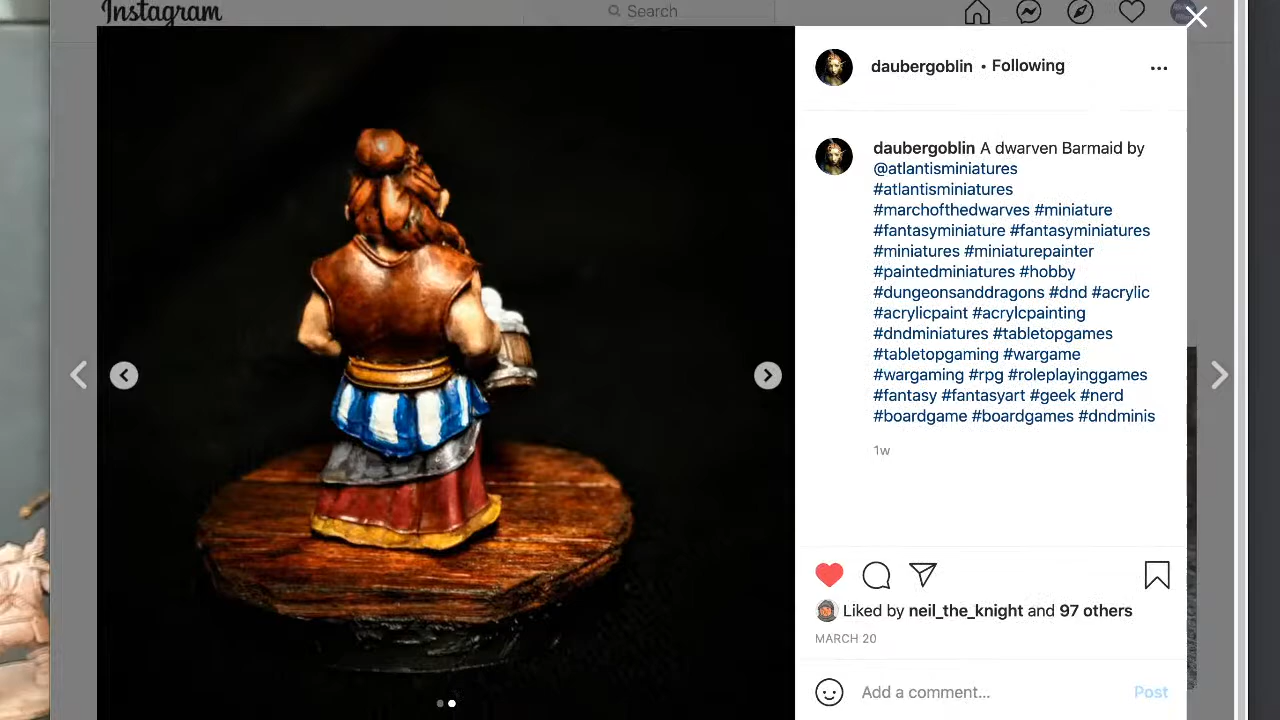 Instagram
Search
daubergoblin • Following
daubergoblin A dwarven Barmaid by
@atlantisminiatures
#atlantisminiatures
#marchofthedwarves #miniature
#fantasyminiature #fantasyminiatures
#miniatures #miniaturepainter
#paintedminiatures #hobby
#dungeonsanddragons #dnd #acrylic
#acrylicpaint #acrylcpainting
#dndminiatures #tabletopgames
#tabletopgaming #wargame
#wargaming #rpg #roleplayinggames
#fantasy #fantasyart #geek #nerd
#boardgame #boardgames #dndminis
1w
Liked by neil_the_knight and 97 others
MARCH 20
Add a comment... Post